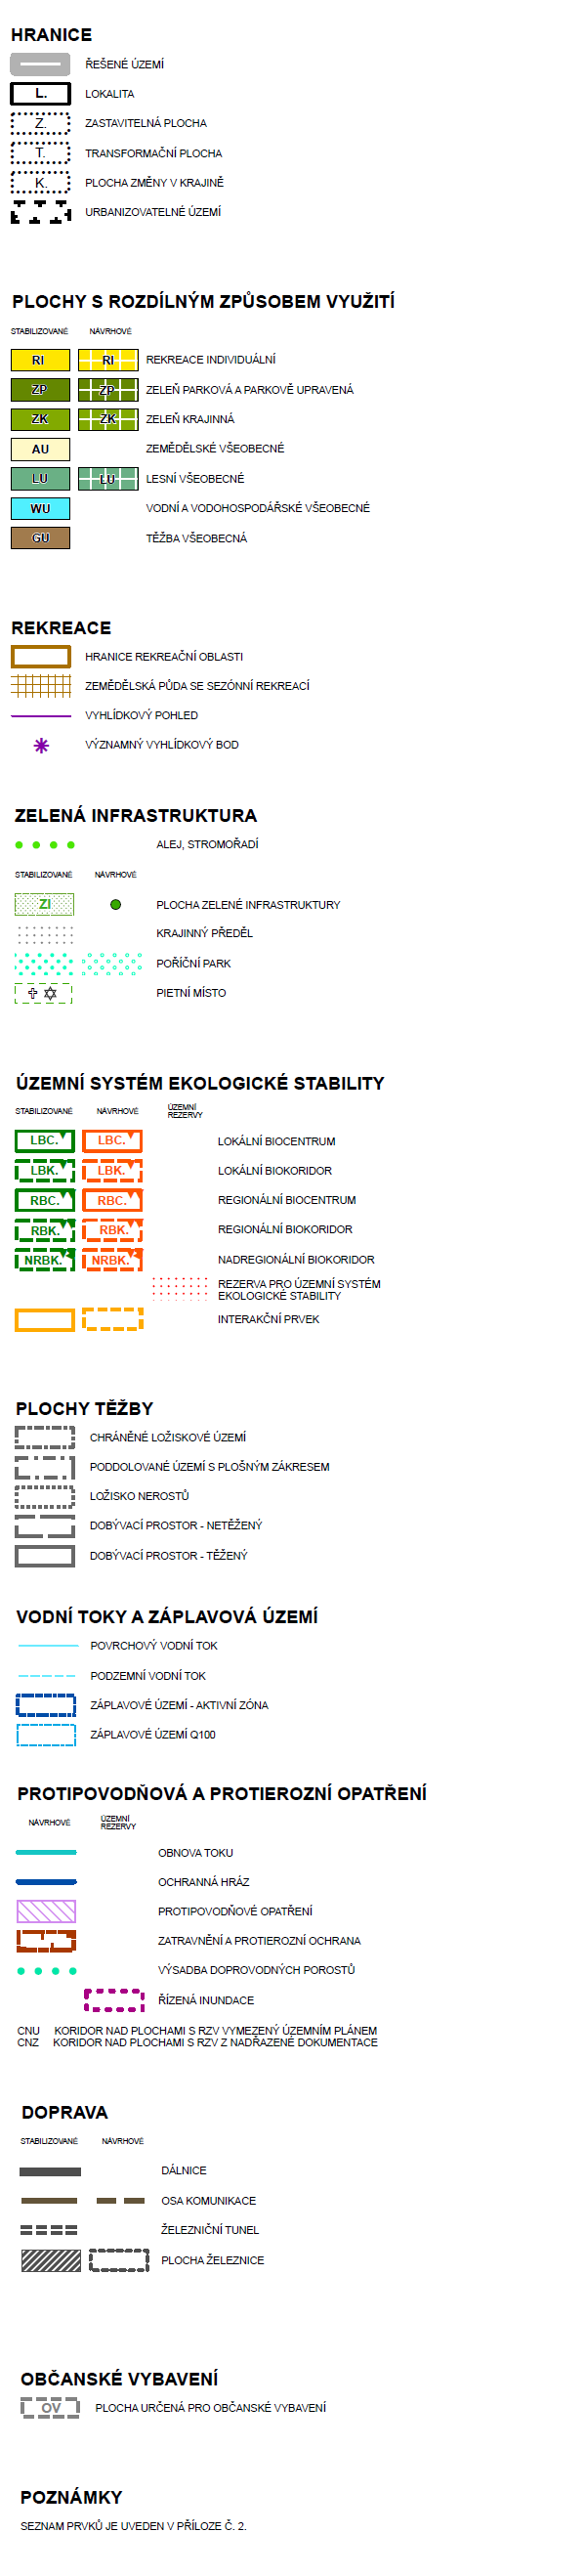 HRANICE
ŘEŠENÉ ÚZEMÍ
L. LOKALITA
Z. ZASTAVITELNÁ PLOCHA
T. TRANSFORMAČNÍ PLOCHA
K. PLOCHA ZMĚNY V KRAJINĚ
URBANIZOVATELNÉ ÚZEMÍ
PLOCHY S ROZDÍLNÝM ZPŮSOBEM VYUŽITÍ
STABILIZOVANÉ NÁVRHOVÉ
RI RI REKREACE INDIVIDUÁLNÍ
ZP ZP ZELEŇ PARKOVÁ A PARKOVĚ UPRAVENÁ
ZK ZK ZELEŇ KRAJINNÁ
AU ZEMĚDĚLSKÉ VŠEOBECNÉ
LU LU LESNÍ VŠEOBECNÉ
WU VODNÍ A VODOHOSPODÁŘSKÉ VŠEOBECNÉ
GU TĚŽBA VŠEOBECNÁ
REKREACE
HRANICE REKREAČNÍ OBLASTI
ZEMĚDĚLSKÁ PŮDA SE SEZÓNNÍ REKREACÍ
VYHLÍDKOVÝ POHLED
VÝZNAMNÝ VYHLÍDKOVÝ BOD
ZELENÁ INFRASTRUKTURA
ALEJ, STROMOŘADÍ
STABILIZOVANÉ NÁVRHOVÉ
ZI PLOCHA ZELENÉ INFRASTRUKTURY
KRAJINNÝ PŘEDĚL
POŘÍČNÍ PARK
PIETNÍ MÍSTO
ÚZEMNÍ SYSTÉM EKOLOGICKÉ STABILITY
STABILIZOVANÉ NÁVRHOVÉ ÚZEMNÍ
REZERVY
LBC. LBC. LOKÁLNÍ BIOCENTRUM
LBK. LBK. LOKÁLNÍ BIOKORIDOR
RBC. RBC. REGIONÁLNÍ BIOCENTRUM
RBK. RBK. REGIONÁLNÍ BIOKORIDOR
NRBK. NRBK. NADREGIONÁLNÍ BIOKORIDOR
REZERVA PRO ÚZEMNÍ SYSTÉM
EKOLOGICKÉ STABILITY
INTERAKČNÍ PRVEK
PLOCHY TĚŽBY
CHRÁNĚNÉ LOŽISKOVÉ ÚZEMÍ
PODDOLOVANÉ ÚZEMÍ S PLOŠNÝM ZÁKRESEM
LOŽISKO NEROSTŮ
DOBÝVACÍ PROSTOR - NETĚŽENÝ
DOBÝVACÍ PROSTOR - TĚŽENÝ
VODNÍ TOKY A ZÁPLAVOVÁ ÚZEMÍ
POVRCHOVÝ VODNÍ TOK
PODZEMNÍ VODNÍ TOK
ZÁPLAVOVÉ ÚZEMÍ - AKTIVNÍ ZÓNA
ZÁPLAVOVÉ ÚZEMÍ Q100
PROTIPOVODŇOVÁ A PROTIEROZNÍ OPATŘENÍ
NÁVRHOVÉ ÚZEMNÍ
REZERVY
OBNOVA TOKU
OCHRANNÁ HRÁZ
PROTIPOVODŇOVÉ OPATŘENÍ
ZATRAVNĚNÍ A PROTIEROZNÍ OCHRANA
VÝSADBA DOPROVODNÝCH POROSTŮ
ŘÍZENÁ INUNDACE
CNU KORIDOR NAD PLOCHAMI S RZV VYMEZENÝ ÚZEMNÍM PLÁNEM
CNZ KORIDOR NAD PLOCHAMI S RZV Z NADŘAZENÉ DOKUMENTACE
DOPRAVA
STABILIZOVANÉ NÁVRHOVÉ
DÁLNICE
OSA KOMUNIKACE
ŽELEZNIČNÍ TUNEL
PLOCHA ŽELEZNICE
OBČANSKÉ VYBAVENÍ
OV PLOCHA URČENÁ PRO OBČANSKÉ VYBAVENÍ
POZNÁMKY
SEZNAM PRVKŮ JE UVEDEN V PŘÍLOZE Č. 2.